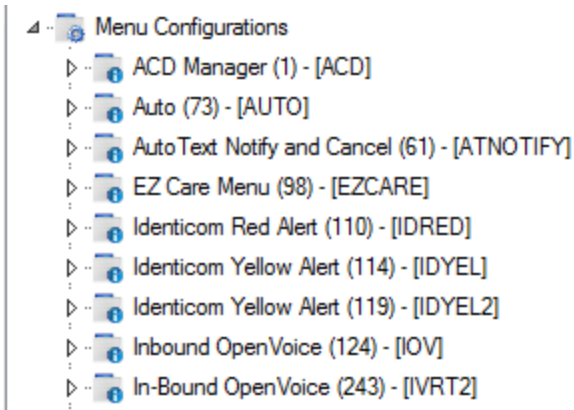 Menu Configurations
ACD Manager (1) - [ACD]
Auto (73) - [AUTO]
AutoText Notify and Cancel (61) - [ATNOTIFY]
EZ Care Menu (98) - [EZCARE]
Identicom Red Alert (110) - [IDRED]
Identicom Yellow Alert (114) - [IDYEL]
Identicom Yellow Alert (119) - [IDYEL2]
Inbound OpenVoice (124) - [IOV]
In-Bound OpenVoice (243) - [IVRT2]